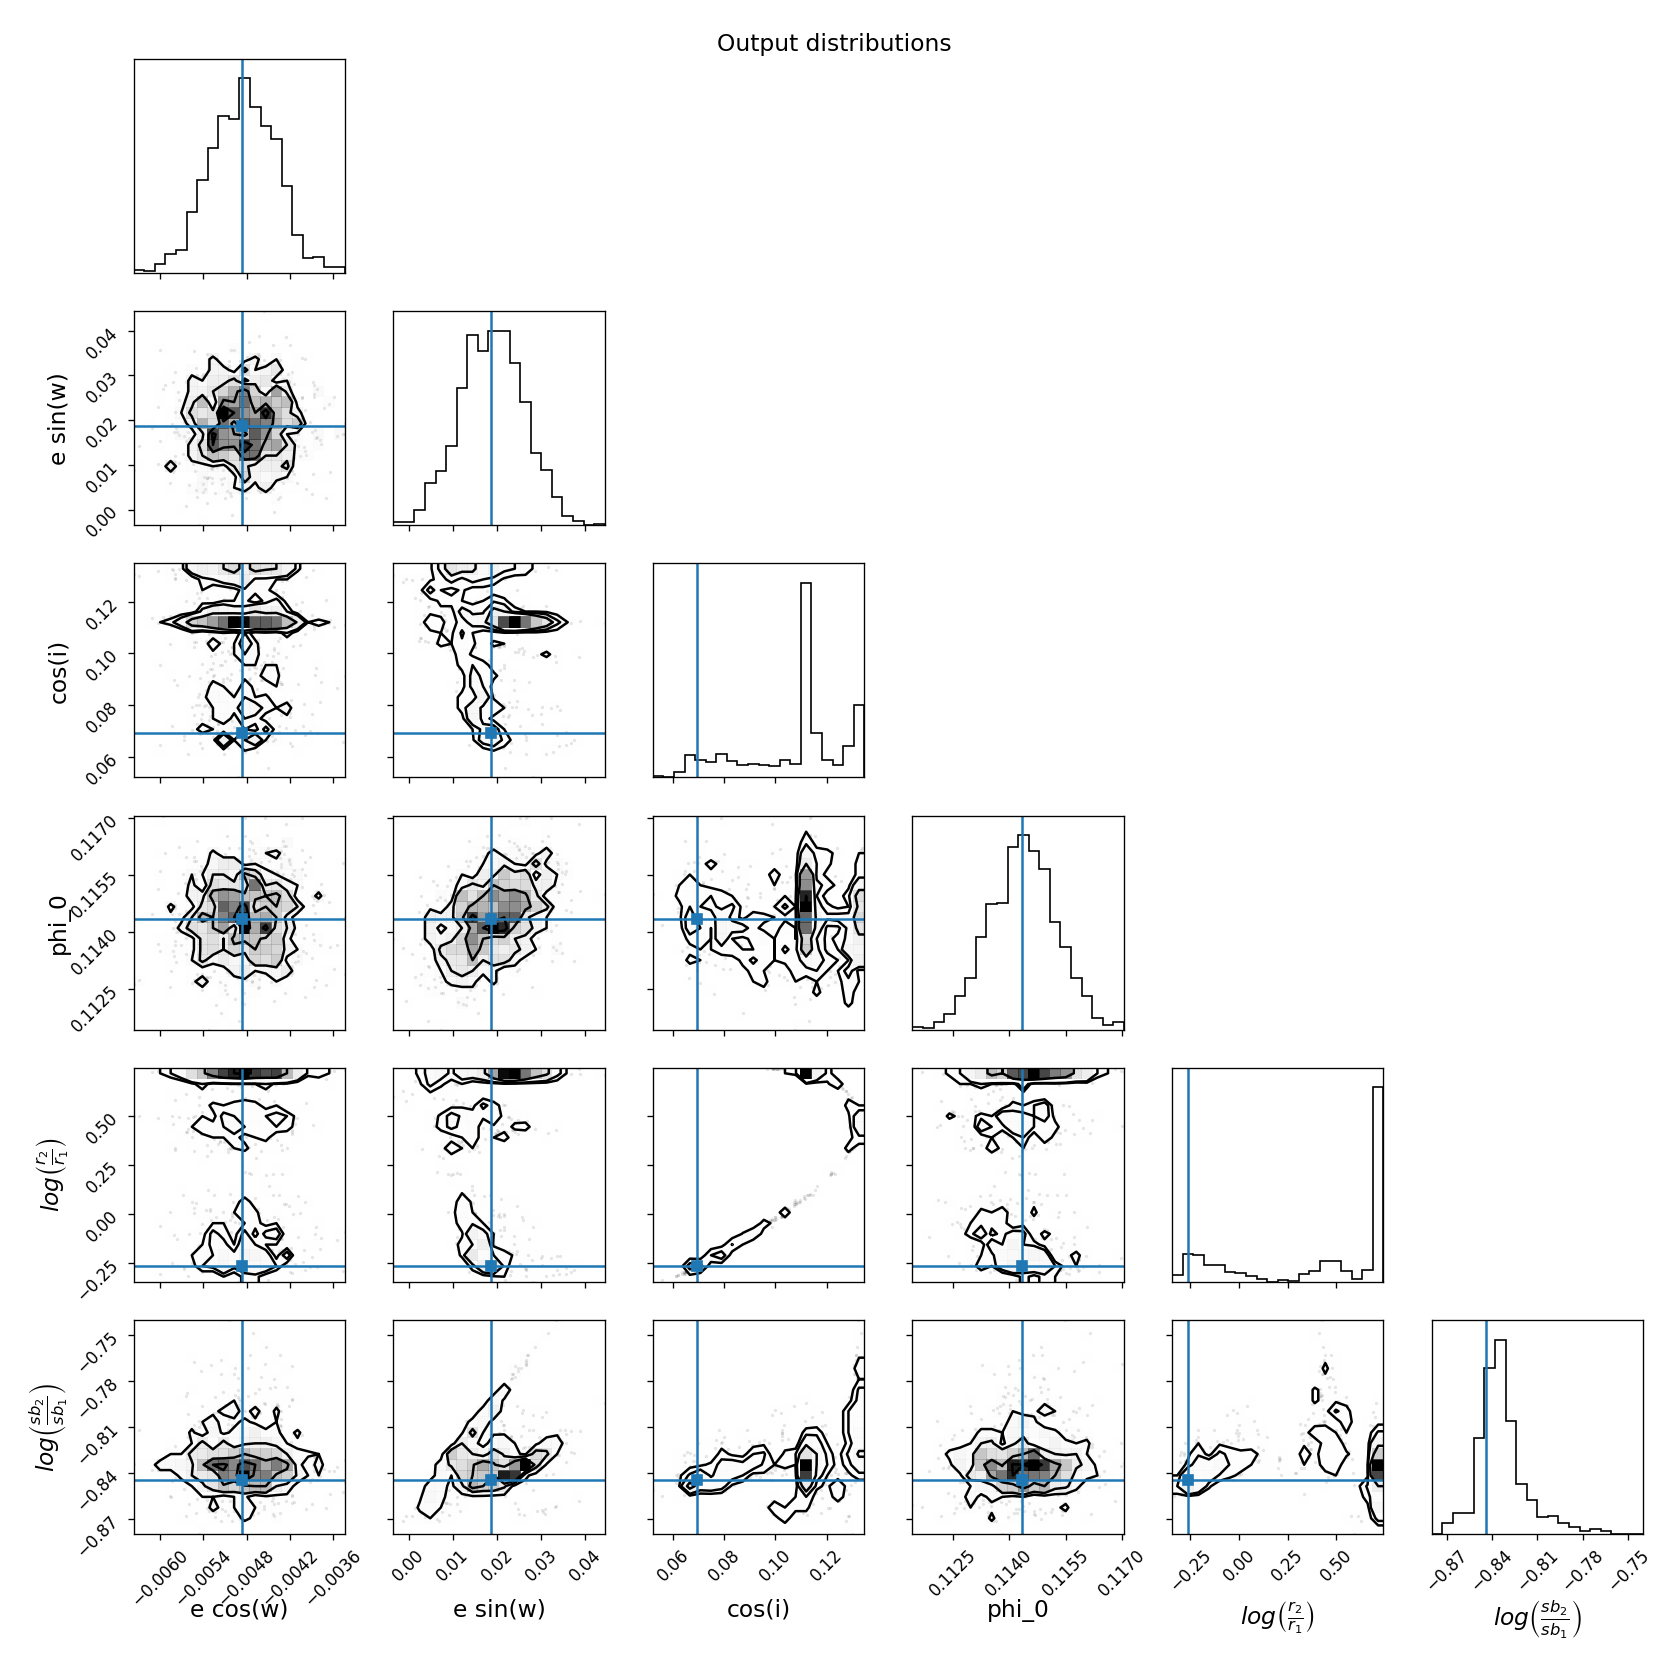 Output distributions
e sin(w)
0.04
0.03
0.02
0.01
0.00
cos(i)
0.12
0.10
0.08
0.06
phi_0
0.1170
0.1155
0.1140
0.1125
log(r2/r1)
0.50
0.25
0.00
−0.25
log(sb2/sb1)
−0.75
−0.78
−0.81
−0.84
−0.87
−0.0060 −0.0054 −0.0048 −0.0042 −0.0036
0.00 0.01 0.02 0.03 0.04
0.06 0.08 0.10 0.12
0.1125 0.1140 0.1155 0.1170
−0.25 0.00 0.25 0.50
−0.87 −0.84 −0.81 −0.78 −0.75
e cos(w) e sin(w) cos(i) phi_0 log(r2/r1) log(sb2/sb1)